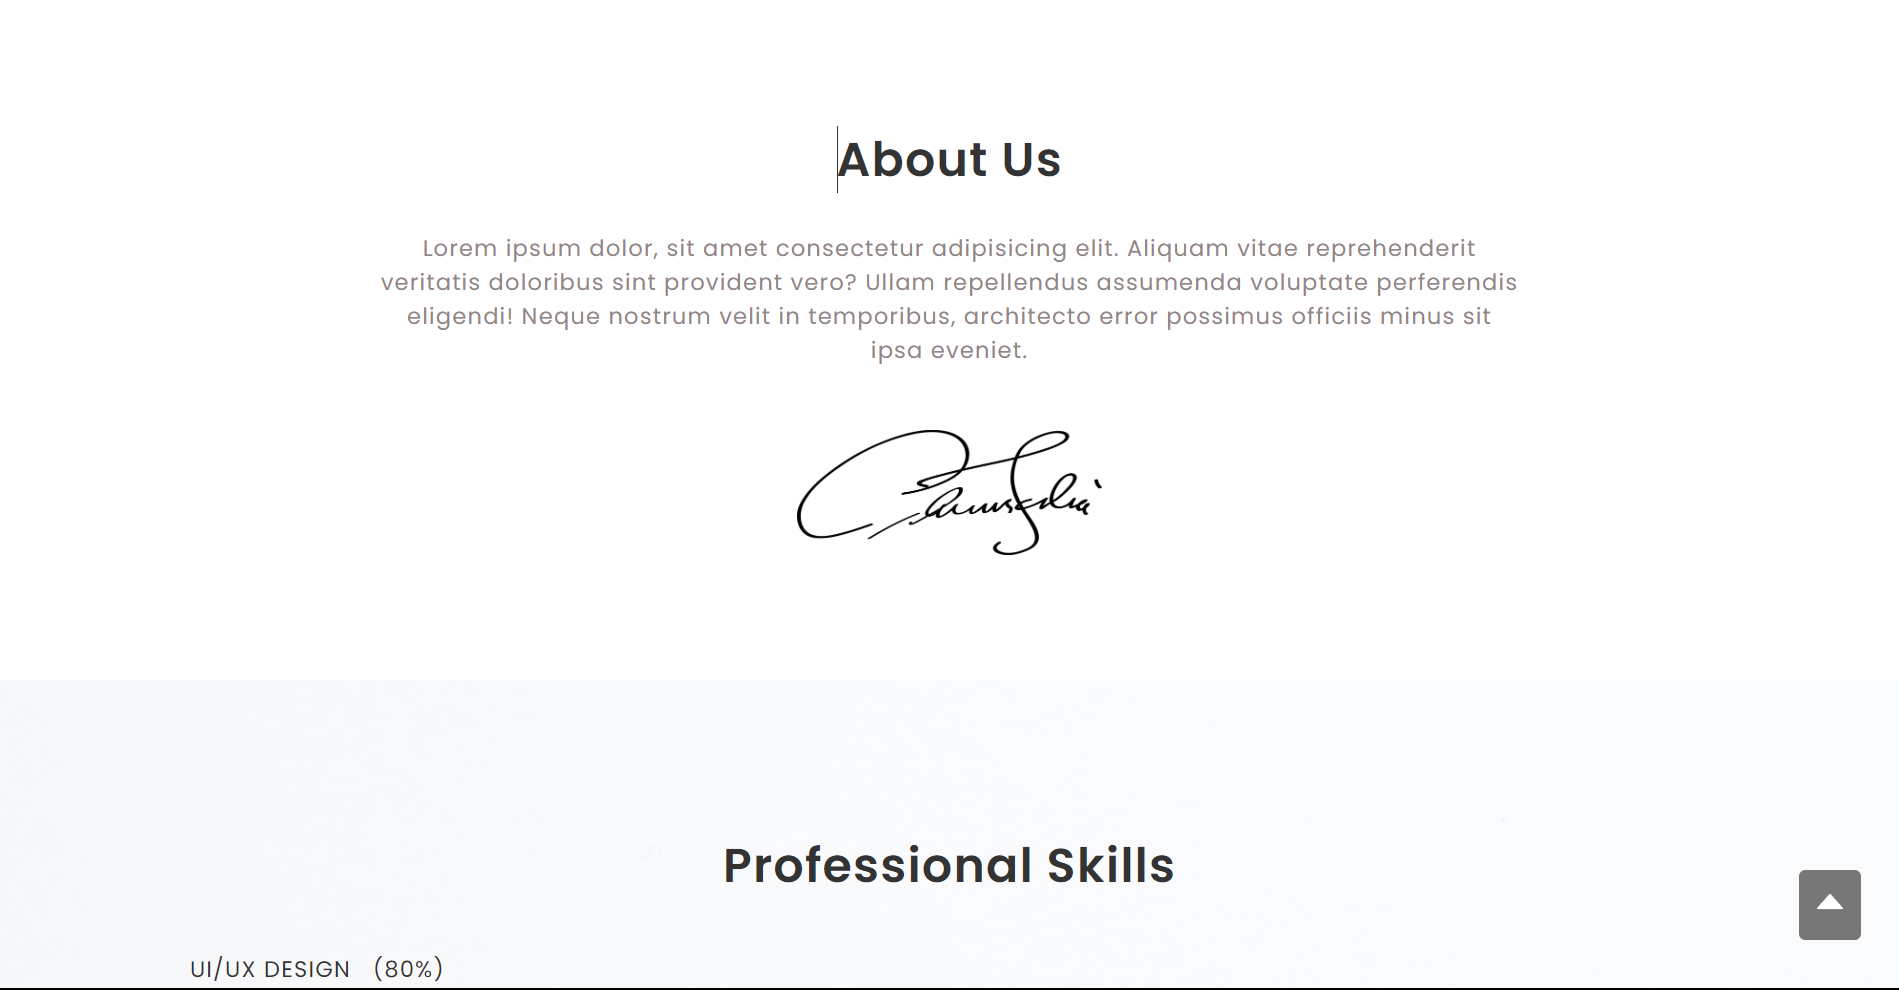 About Us
Lorem ipsum dolor, sit amet consectetur adipisicing elit. Aliquam vitae reprehenderit
veritatis doloribus sint provident vero? Ullam repellendus assumenda voluptate perferendis
eligendi! Neque nostrum velit in temporibus, architecto error possimus officiis minus sit
ipsa eveniet.
Professional Skills
UI/UX DESIGN (80%)